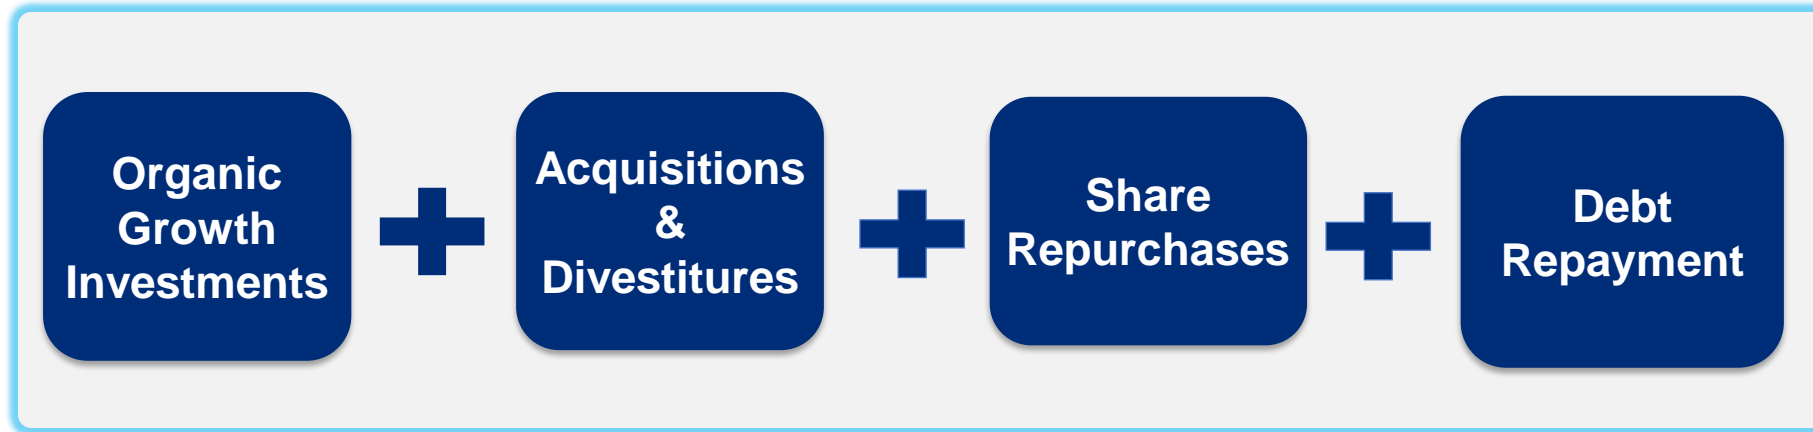 Organic
Growth
Investments
Acquisitions
&
Divestitures
Share
Repurchases
Debt
Repayment